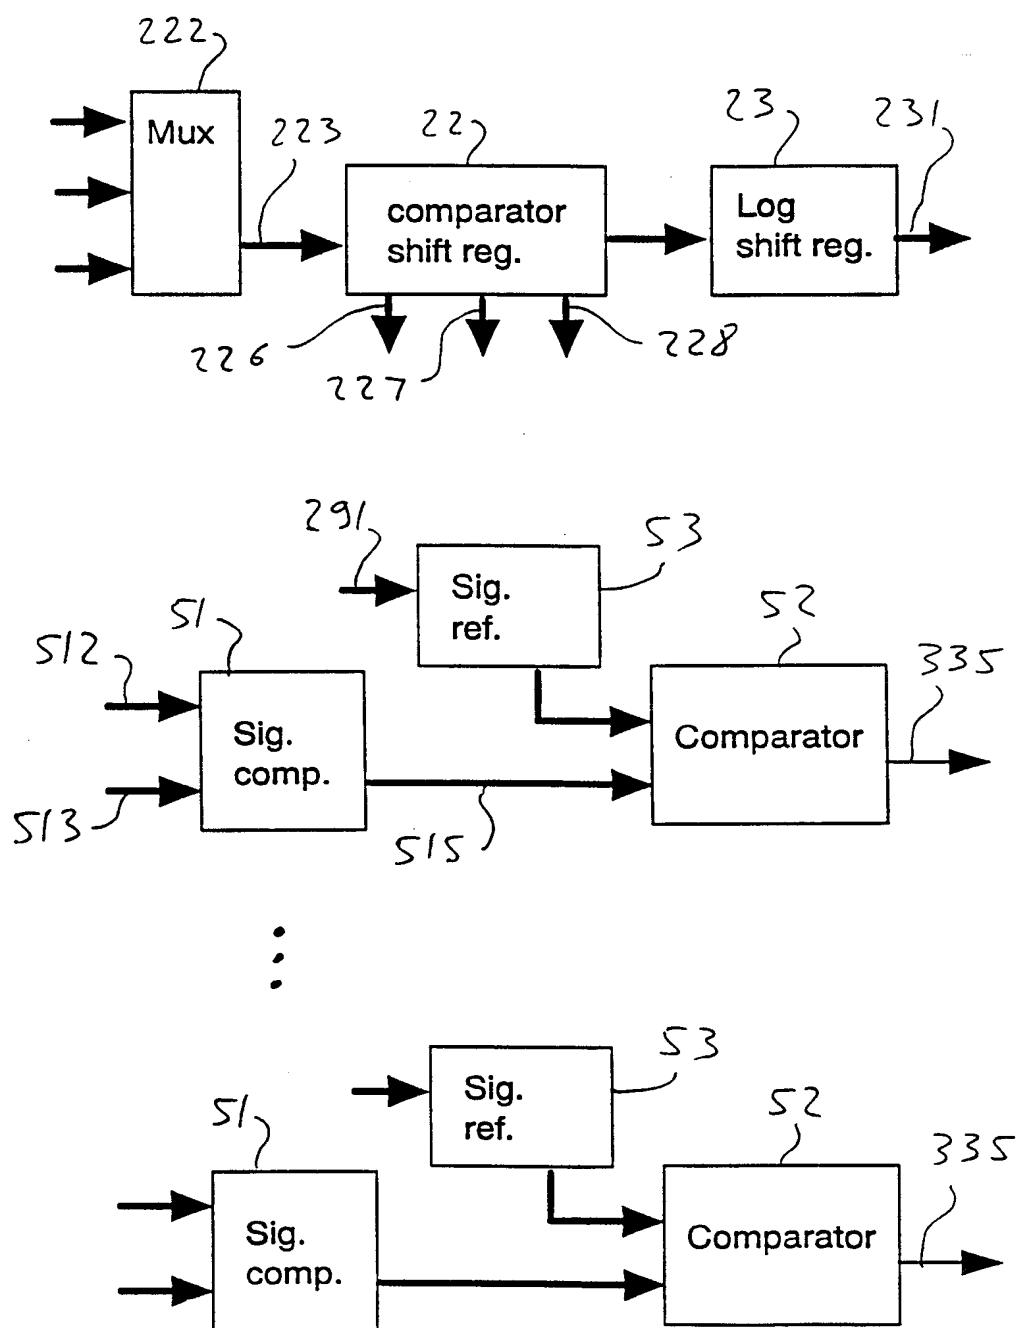 222
Mux
223
22
comparator
shift reg.
23
Log
shift reg.
231
226
227
228
291
Sig.
ref.
53
512
513
51
Sig.
comp.
515
52
Comparator
335
Sig.
ref.
53
51
Sig.
comp.
52
Comparator
335